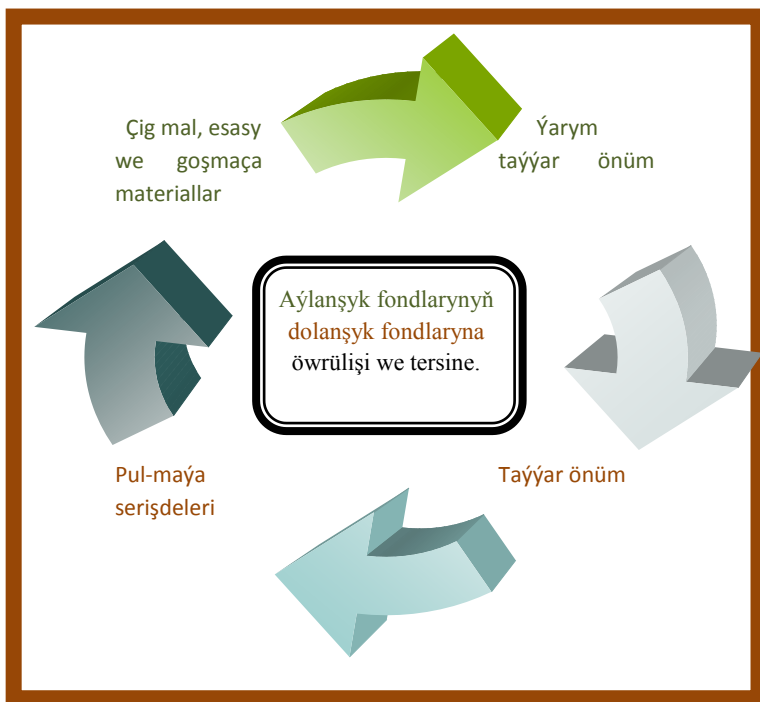 Çig mal, esasy
we goşmaça
materiallar
Ýarym
taýýar önüm
Aýlanşyk fondlarynyň
dolanşyk fondlaryna
öwrülişi we tersine.
Pul-maýa
serişdeleri
Taýýar önüm